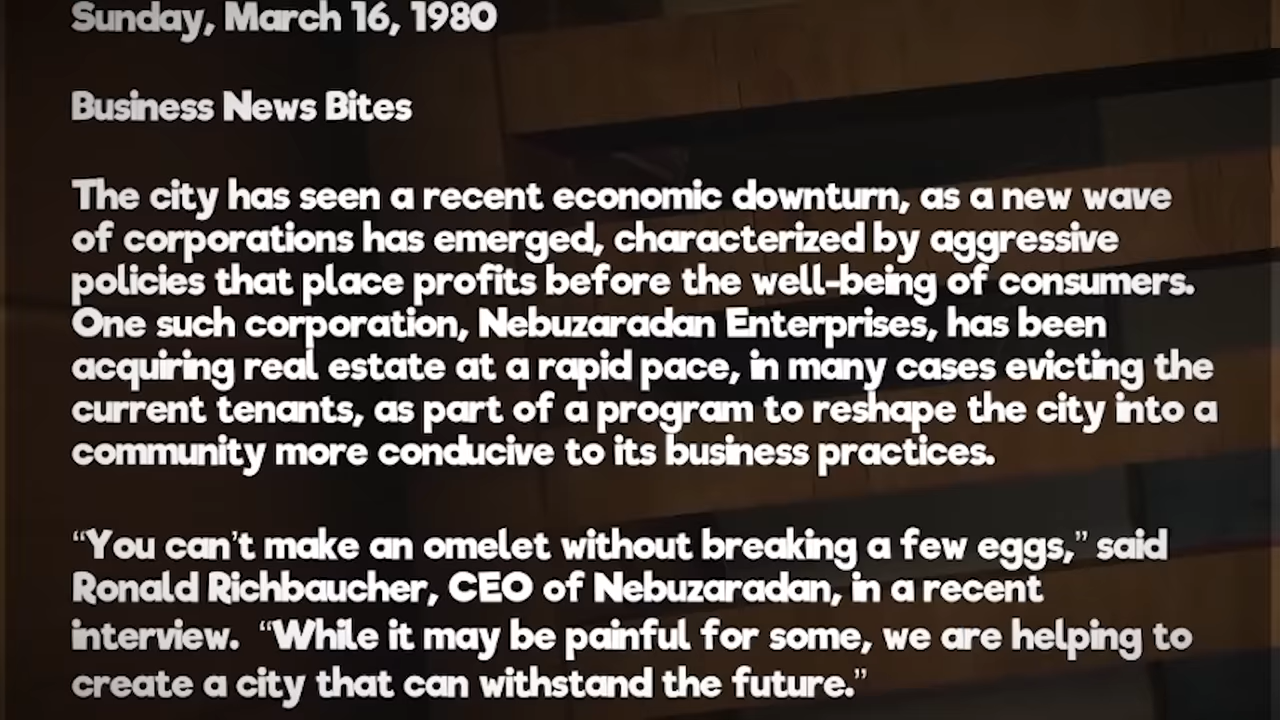 Sunday, March 16, 1980
Business News Bites
The city has seen a recent economic downturn, as a new wave
of corporations has emerged, characterized by aggressive
policies that place profits before the well-being of consumers.
One such corporation, Nebuzaradan Enterprises, has been
acquiring real estate at a rapid pace, in many cases evicting the
current tenants, as part of a program to reshape the city into a
community more conducive to its business practices.
“You can’t make an omelet without breaking a few eggs,” said
Ronald Richbaucher, CEO of Nebuzaradan, in a recent
interview.  “While it may be painful for some, we are helping to
create a city that can withstand the future.”